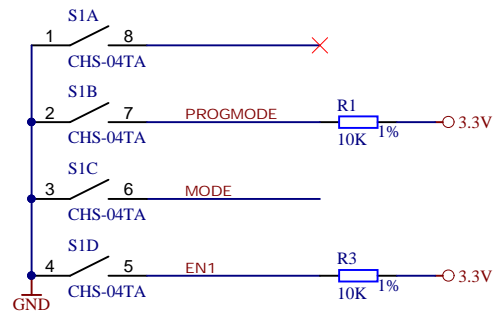 S1A
1 8
CHS-04TA
S1B
2 7 PROGMODE R1 1% 3.3V
CHS-04TA 10K
S1C
3 6 MODE
CHS-04TA
S1D
4 5 EN1 R3 1% 3.3V
CHS-04TA 10K
GND